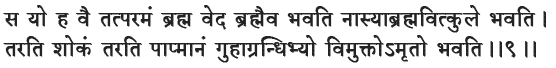 स यो ह वै तत्परमं ब्रह्म वेद ब्रह्मैव भवति नास्याब्रह्मवित्कुले भवति ।
तरति शोकं तरति पाप्मानं गुहाग्रन्थिभ्यो विमुक्तोऽमृतो भवति ।।९।।